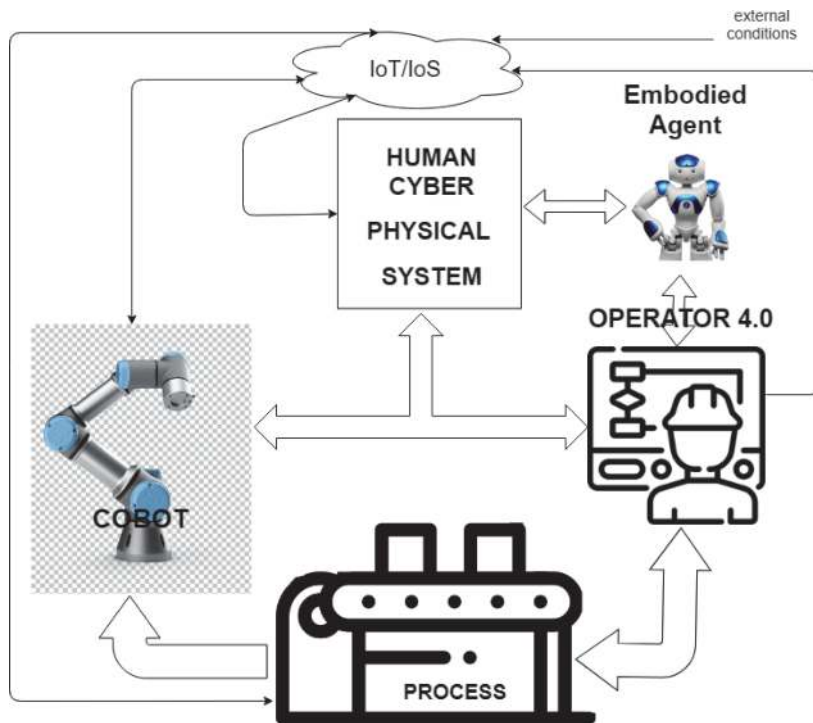 external
conditions
IoT/IoS
Embodied
Agent
HUMAN
CYBER
PHYSICAL
SYSTEM
OPERATOR 4.0
COBOT
PROCESS